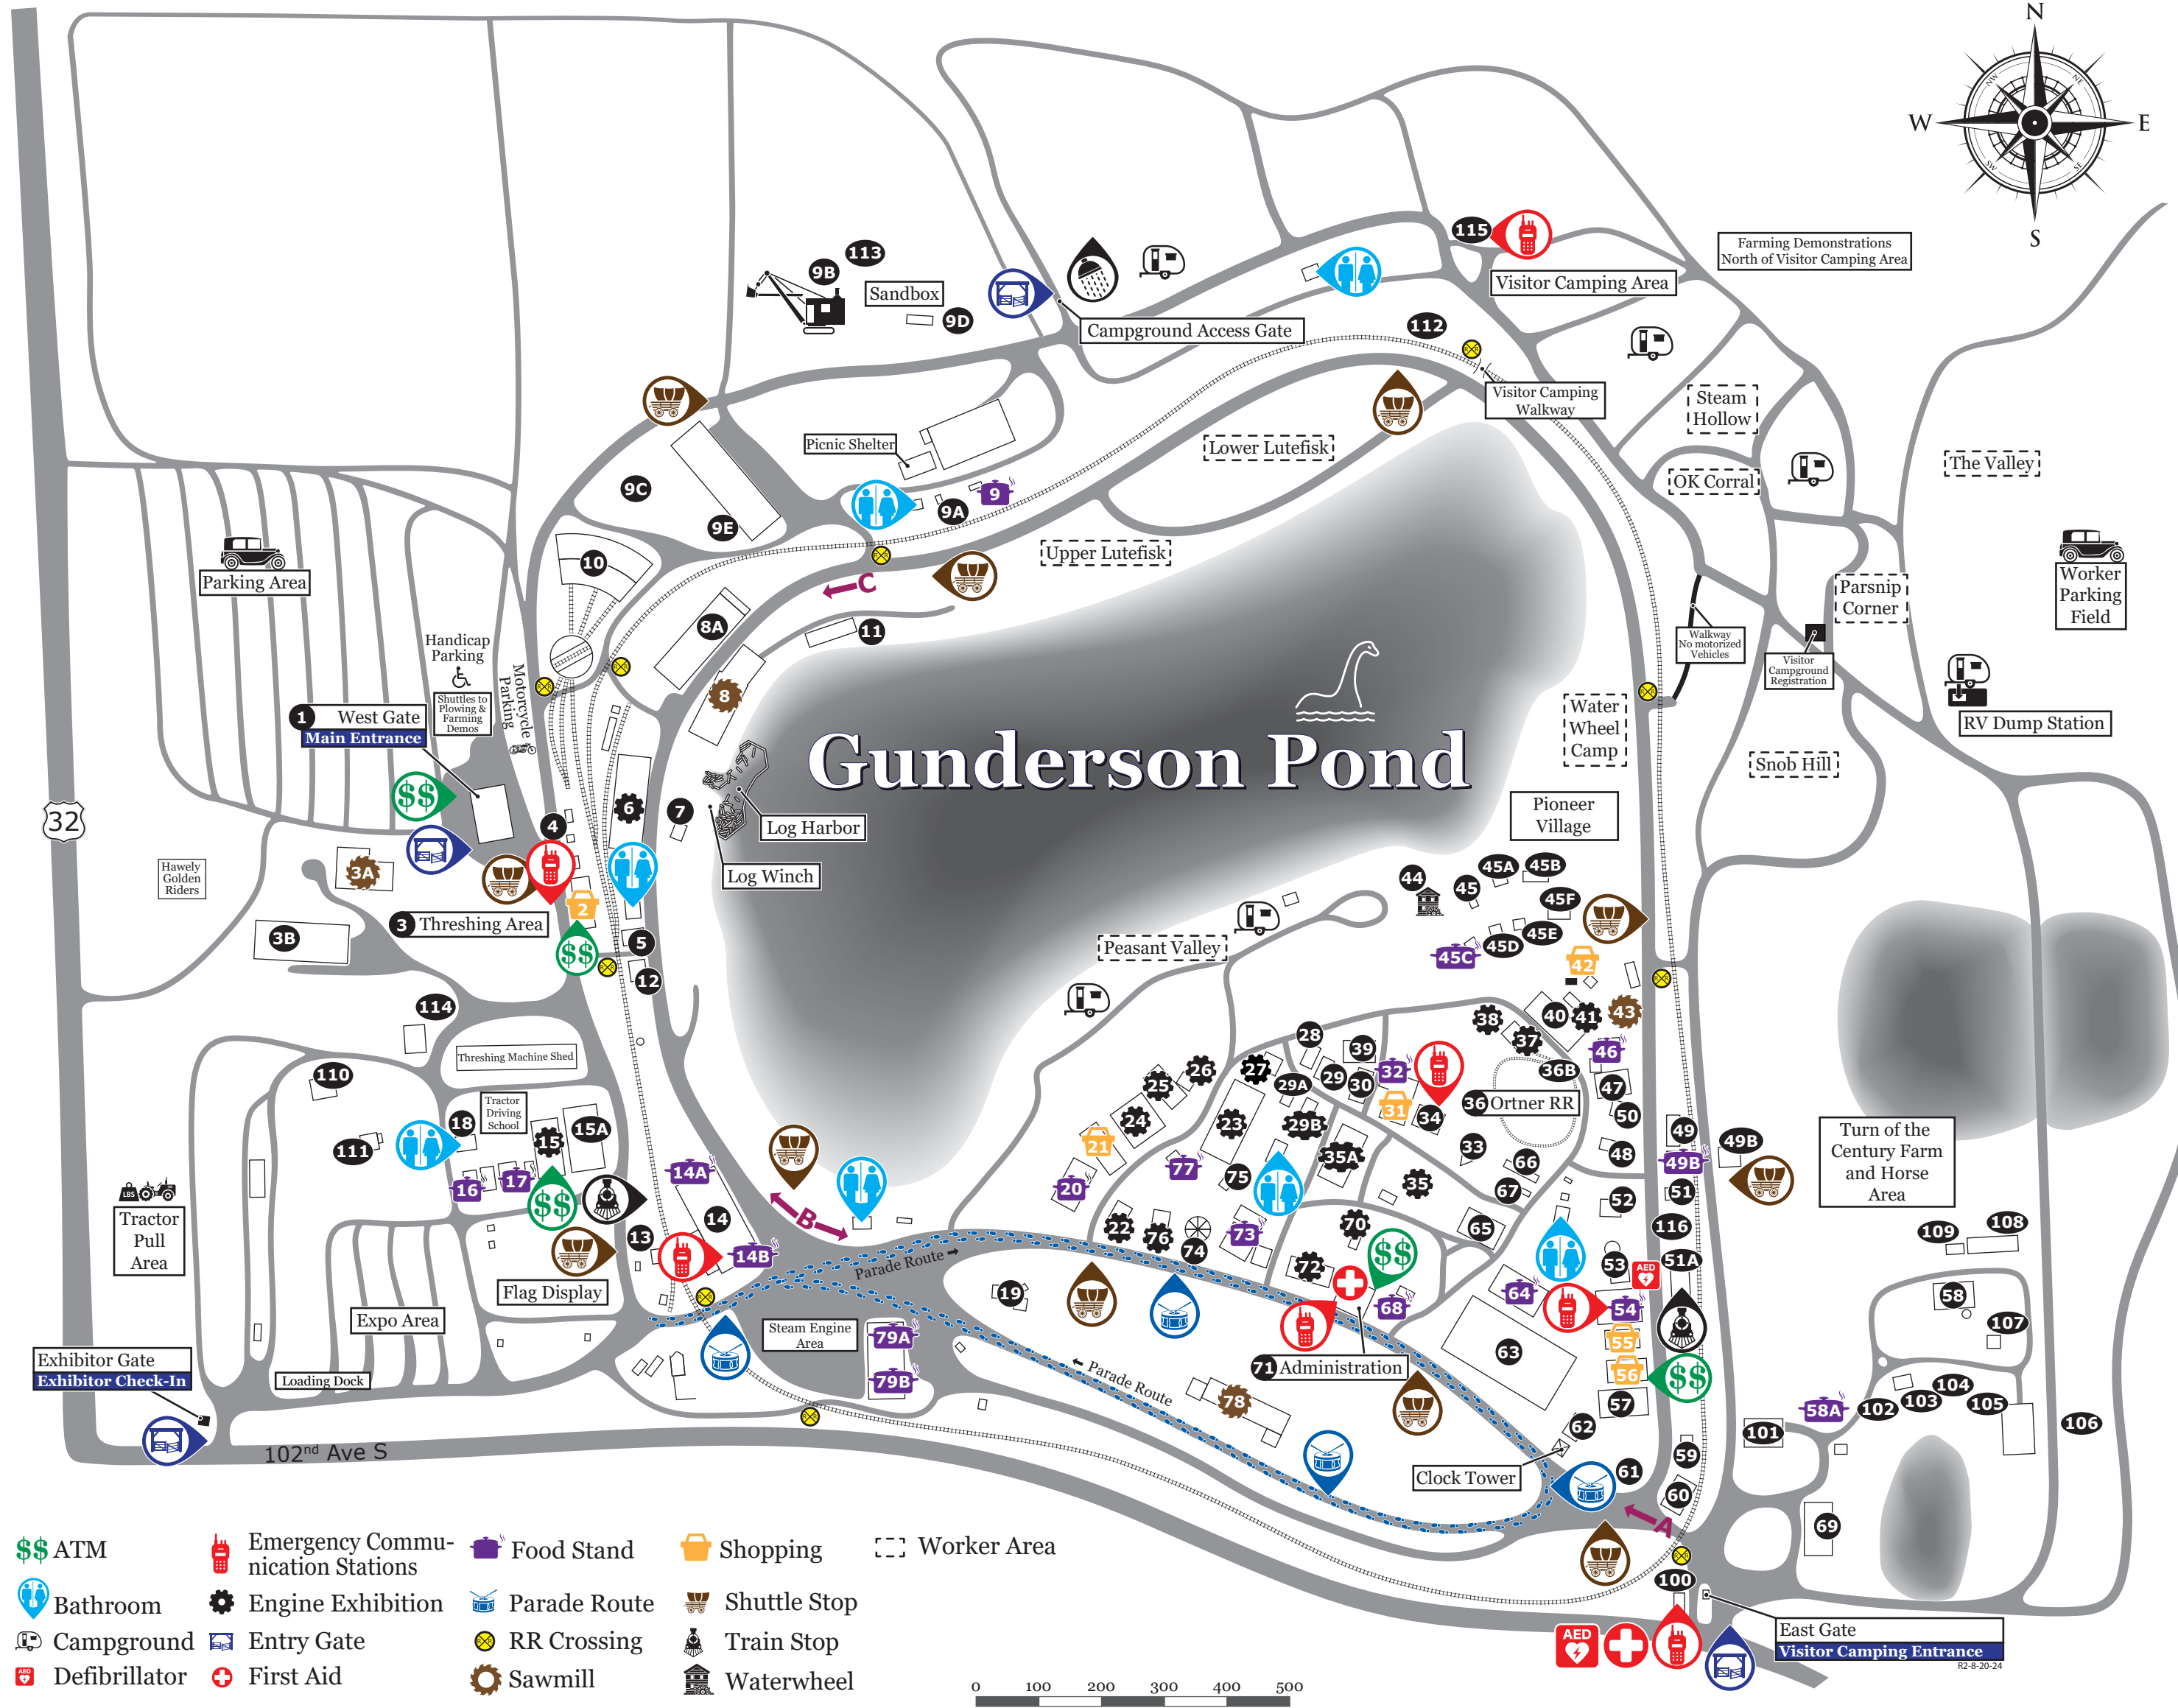 N
NW
NE
W
E
SW
SE
S
115
113
9B
Sandbox
9D
Farming Demonstrations
North of Visitor Camping Area
Visitor Camping Area
Campground Access Gate
112
Visitor Camping
Walkway
Steam
Hollow
Picnic Shelter
Lower Lutefisk
OK Corral
The Valley
9C
9
9A
9E
Upper Lutefisk
10
C
Parking Area
Parsnip
Corner
Worker
Parking
Field
8A
11
Handicap
Parking
Motorcycle
Parking
Shuttles to
Plowing &
Farming
Demos
Walkway
No motorized
Vehicles
Visitor
Campground
Registration
8
1 West Gate
Main Entrance
Water
Wheel
Camp
RV Dump Station
Snob Hill
Gunderson Pond
$$
6
7
Log Harbor
Pioneer
Village
32
4
Log Winch
Hawely
Golden
Riders
3A
2
3 Threshing Area
3B
$$
5
12
44
45
45A
45B
45F
45E
45D
45C
42
Peasant Valley
114
Threshing Machine Shed
38
40
41
43
37
46
28
39
32
27
29
29A
30
31
34
36 Ortner RR
36B
47
50
26
25
24
23
29B
21
110
Tractor
Driving
School
18
15
15A
111
16
17
14A
$$
20
77
75
35A
33
66
67
35
48
49
49B
49B
51
52
116
Turn of the
Century Farm
and Horse
Area
LBS
Tractor
Pull
Area
B
14
13
14B
22
76
74
73
70
65
72
$$
53
AED
51A
109
108
Parade Route
Flag Display
19
68
64
54
58
107
Expo Area
Steam Engine
Area
79A
79B
71 Administration
63
55
56
$$
57
Exhibitor Gate
Exhibitor Check-In
Loading Dock
Parade Route
78
62
58A
102
103
104
105
106
101
59
Clock Tower
61
60
A
69
102nd Ave S
100
AED
East Gate
Visitor Camping Entrance
R2-8-20-24
$$ ATM
Emergency Commu-
nication Stations
Food Stand
Shopping
Worker Area
Bathroom
Engine Exhibition
Parade Route
Shuttle Stop
Campground
Entry Gate
RR Crossing
Train Stop
AED Defibrillator
First Aid
Sawmill
Waterwheel
0 100 200 300 400 500